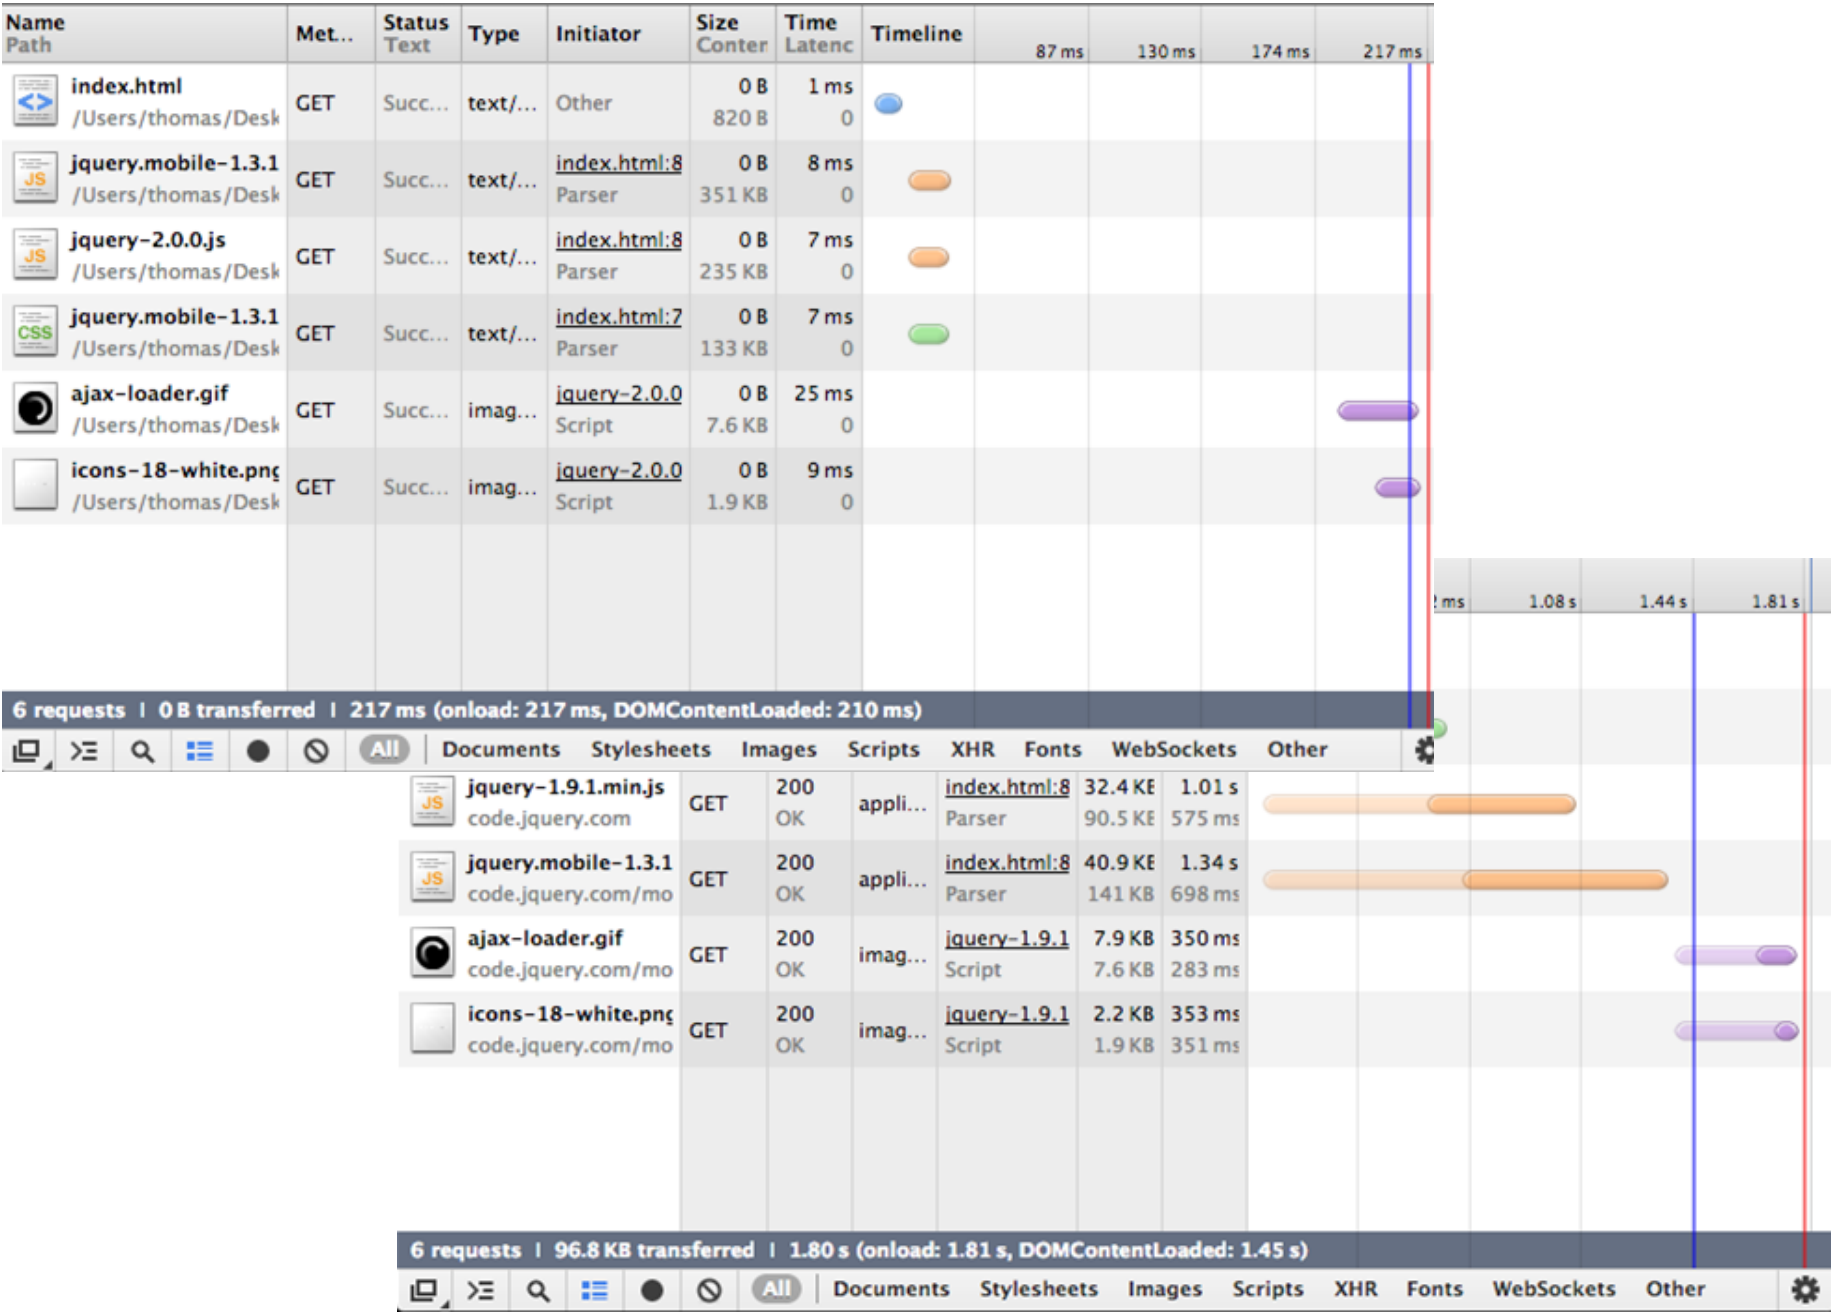 Name Met... Status Type Initiator Size Time Timeline
Path Text Conter Latenc 87 ms 130 ms 174 ms 217 ms
index.html GET Succ... text/... Other 0 B 1 ms
/Users/thomas/Desk 820 B 0
jquery.mobile-1.3.1 GET Succ... text/... index.html:8 0 B 8 ms
JS /Users/thomas/Desk Parser 351 KB 0
jquery-2.0.0.js GET Succ... text/... index.html:8 0 B 7 ms
JS /Users/thomas/Desk Parser 235 KB 0
jquery.mobile-1.3.1 GET Succ... text/... index.html:7 0 B 7 ms
CSS /Users/thomas/Desk Parser 133 KB 0
ajax-loader.gif GET Succ... imag... jquery-2.0.0 0 B 25 ms
/Users/thomas/Desk Script 7.6 KB 0
icons-18-white.png GET Succ... imag... jquery-2.0.0 0 B 9 ms
/Users/thomas/Desk Script 1.9 KB 0
6 requests | 0 B transferred | 217 ms (onload: 217 ms, DOMContentLoaded: 210 ms)
All Documents Stylesheets Images Scripts XHR Fonts WebSockets Other
ms 1.08 s 1.44 s 1.81 s
jquery-1.9.1.min.js GET 200 appli... index.html:8 32.4 KB 1.01 s
JS code.jquery.com OK Parser 90.5 KB 575 ms
jquery.mobile-1.3.1 GET 200 appli... index.html:8 40.9 KB 1.34 s
JS code.jquery.com/mo OK Parser 141 KB 698 ms
ajax-loader.gif GET 200 imag... jquery-1.9.1 7.9 KB 350 ms
code.jquery.com/mo OK Script 7.6 KB 283 ms
icons-18-white.png GET 200 imag... jquery-1.9.1 2.2 KB 353 ms
code.jquery.com/mo OK Script 1.9 KB 351 ms
6 requests | 96.8 KB transferred | 1.80 s (onload: 1.81 s, DOMContentLoaded: 1.45 s)
All Documents Stylesheets Images Scripts XHR Fonts WebSockets Other